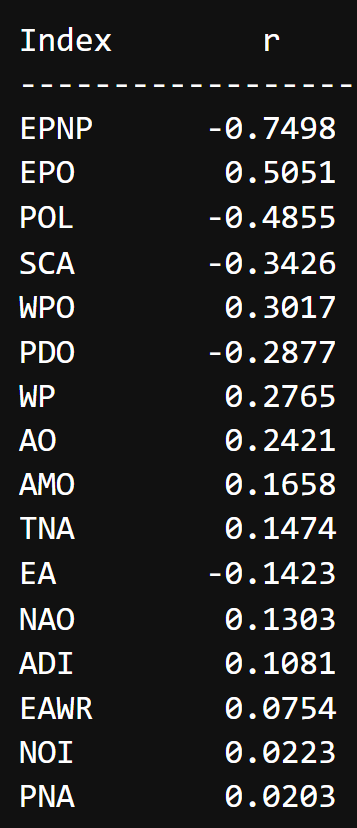 Index r
-------------------
EPNP -0.7498
EPO 0.5051
POL -0.4855
SCA -0.3426
WPO 0.3017
PDO -0.2877
WP 0.2765
AO 0.2421
AMO 0.1658
TNA 0.1474
EA -0.1423
NAO 0.1303
ADI 0.1081
EAWR 0.0754
NOI 0.0223
PNA 0.0203